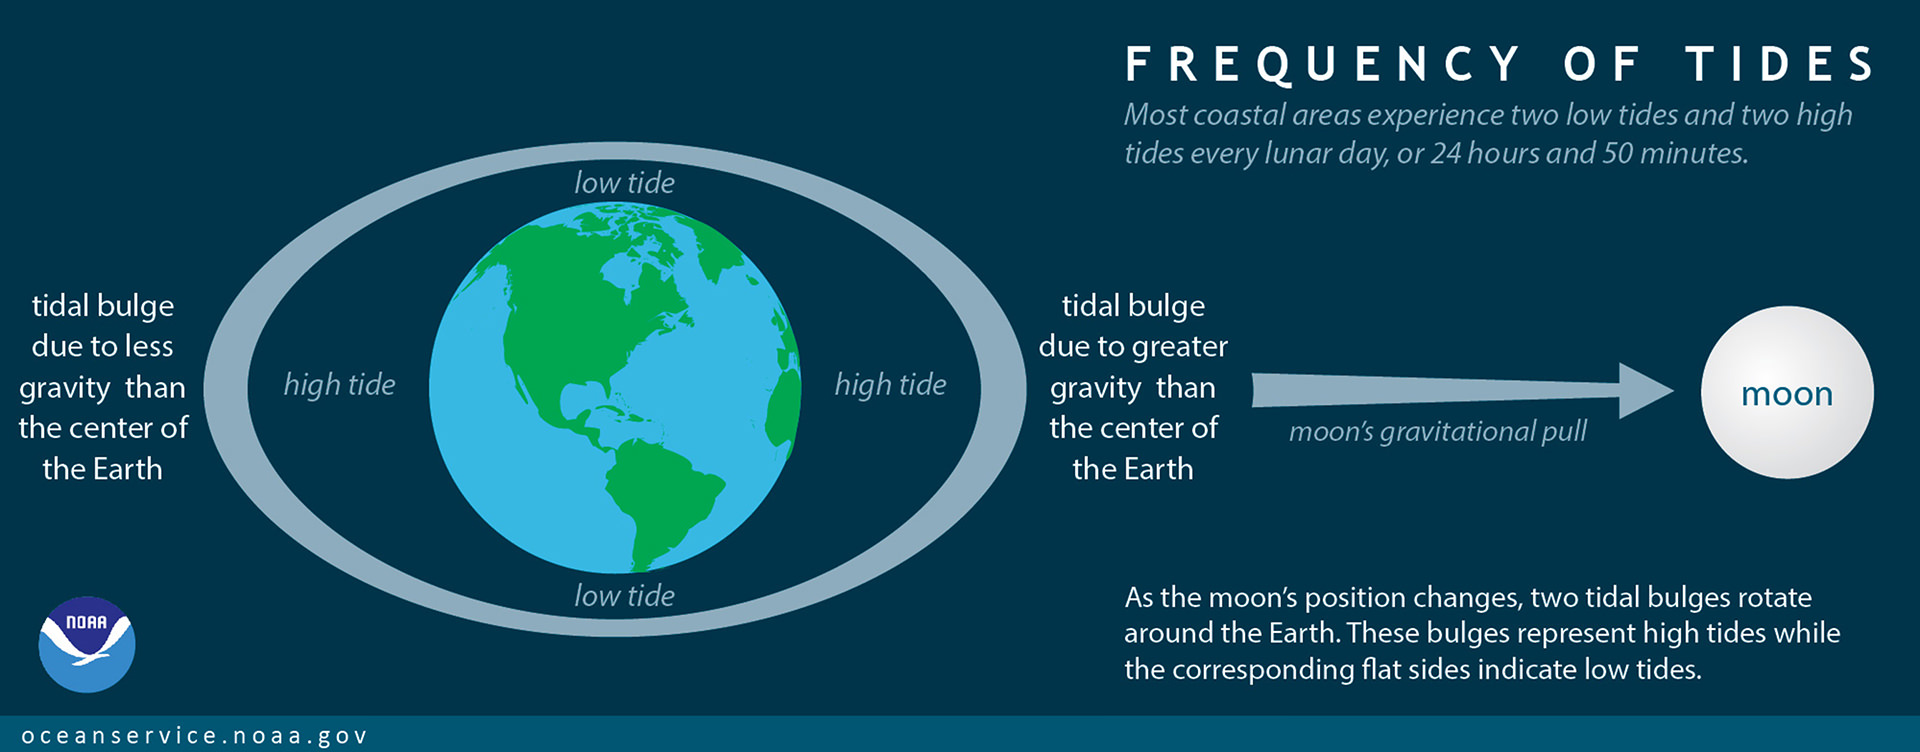 FREQUENCY OF TIDES
Most coastal areas experience two low tides and two high
tides every lunar day, or 24 hours and 50 minutes.
low tide
tidal bulge
due to less
gravity than
the center of
the Earth
high tide
high tide
tidal bulge
due to greater
gravity than
the center of
the Earth
moon's gravitational pull
moon
low tide
As the moon's position changes, two tidal bulges rotate
around the Earth. These bulges represent high tides while
the corresponding flat sides indicate low tides.
NOAA
oceanservice.noaa.gov